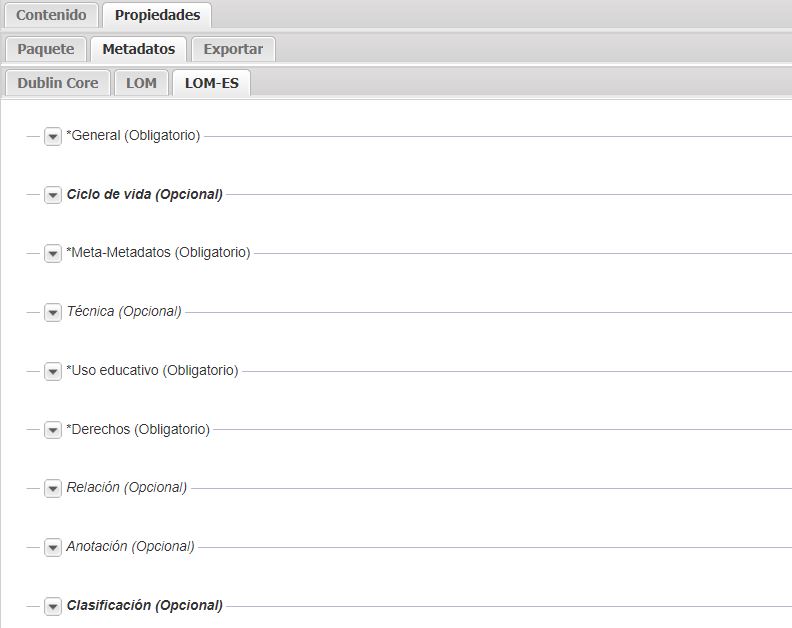 Contenido Propiedades
Paquete Metadatos Exportar
Dublin Core LOM LOM-ES
*General (Obligatorio)
Ciclo de vida (Opcional)
*Meta-Metadatos (Obligatorio)
Técnica (Opcional)
*Uso educativo (Obligatorio)
*Derechos (Obligatorio)
Relación (Opcional)
Anotación (Opcional)
Clasificación (Opcional)